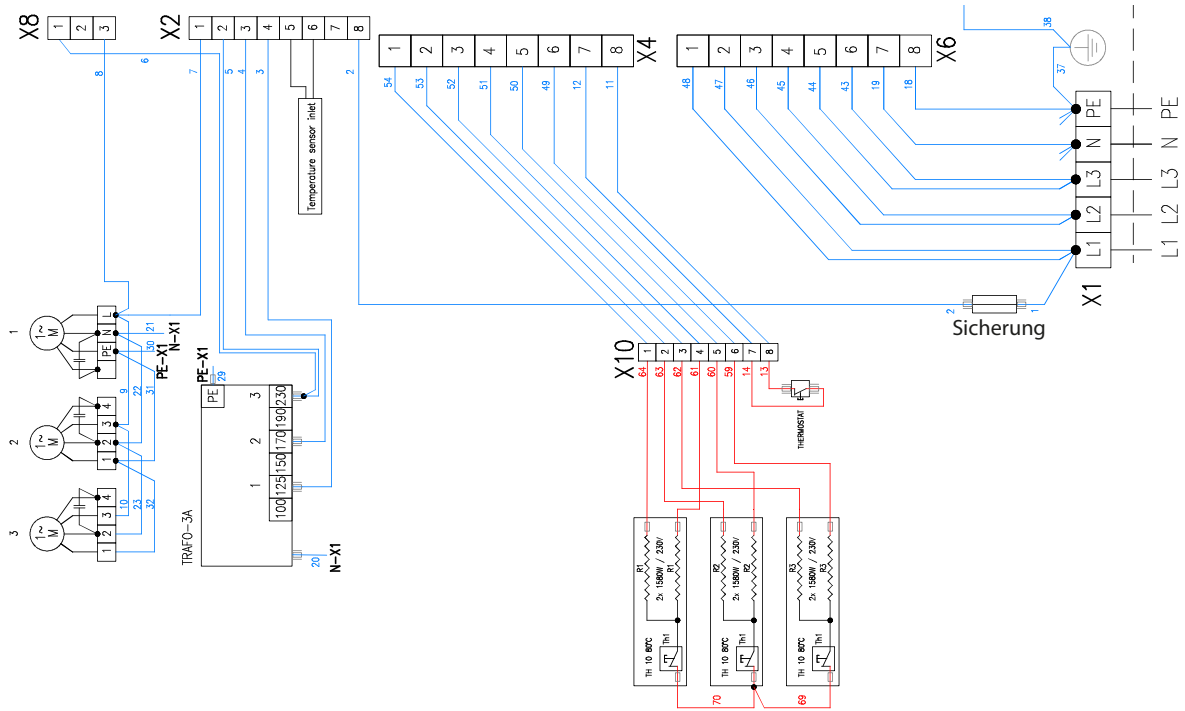 X8
1
2
3
X2
1
2
3
4
5
6
7
8
1
2
3
4
5
6
7
8
X4
1
2
3
4
5
6
7
8
X6
38
37
8
6
7
5
4
3
2
54
53
52
51
50
49
12
11
48
47
46
45
44
43
19
18
Temperature sensor inlet
PE
N
L3
L2
L1
X1
PE
N
L3
L2
L1
2
1
Sicherung
1
1~
M
L
N
PE
21
N-X1
30
PE-X1
9
22
31
2
1~
M
4
3
2
1
10
23
32
3
1~
M
4
3
2
1
PE-X1
29
PE
TRAFO-3A
3
2
1
230
190
170
150
125
100
20
N-X1
X10
1
2
3
4
5
6
7
8
64
63
62
61
60
59
14
13
THERMOSTAT
R1
2x 1580W / 230V
R1
R2
2x 1580W / 230V
R2
R3
2x 1580W / 230V
R3
TH 10 80°C
Th1
TH 10 80°C
Th1
TH 10 80°C
Th1
70
69